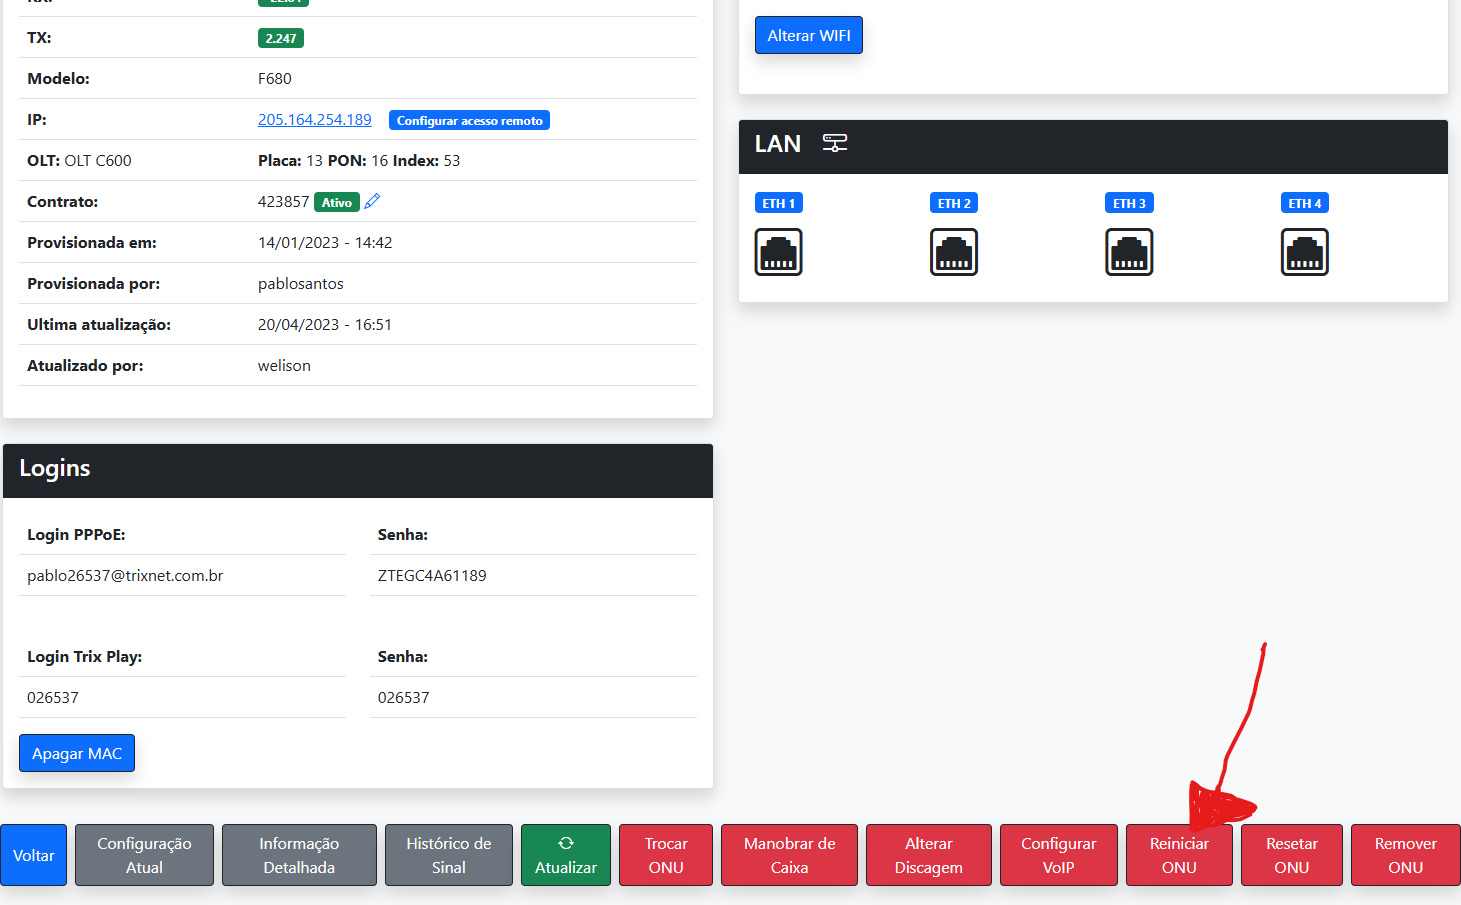 TX: 2.247
Modelo: F680
IP: 205.164.254.189 Configurar acesso remoto
OLT: OLT C600 Placa: 13 PON: 16 Index: 53
Contrato: 423857 Ativo
Provisionada em: 14/01/2023 - 14:42
Provisionada por: pablosantos
Ultima atualização: 20/04/2023 - 16:51
Atualizado por: welison
Logins
Login PPPoE: Senha:
pablo26537@trixnet.com.br ZTEGC4A61189
Login Trix Play: Senha:
026537 026537
Apagar MAC
Alterar WIFI
LAN
ETH 1 ETH 2 ETH 3 ETH 4
Voltar
Configuração
Atual
Informação
Detalhada
Histórico de
Sinal
Atualizar
Trocar
ONU
Manobrar de
Caixa
Alterar
Discagem
Configurar
VoIP
Reiniciar
ONU
Resetar
ONU
Remover
ONU